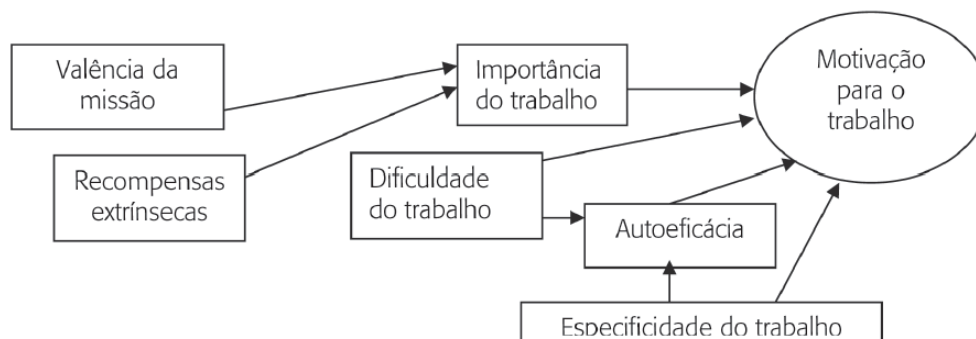 Valência da
missão
Importância
do trabalho
Motivação
para o
trabalho
Recompensas
extrínsecas
Dificuldade
do trabalho
Autoeficácia
Especificidade do trabalho